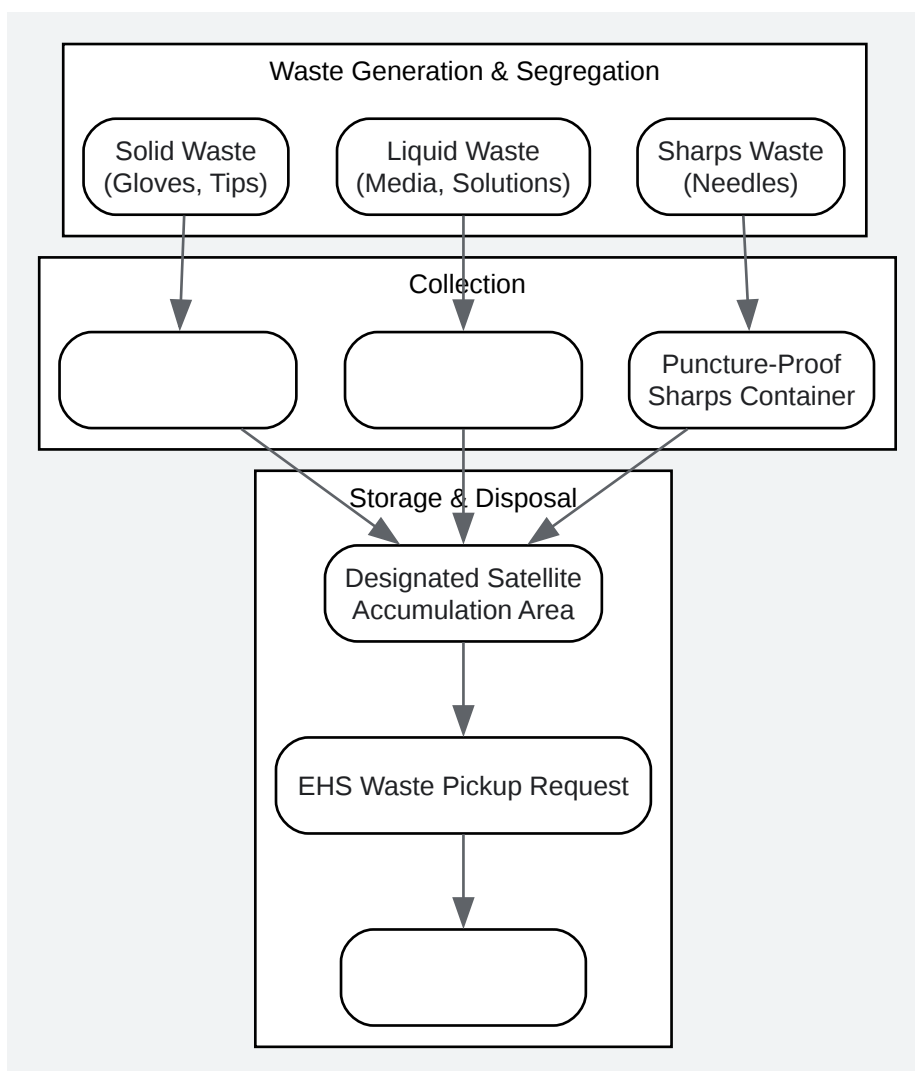 Waste Generation & Segregation
Solid Waste
(Gloves, Tips)
Liquid Waste
(Media, Solutions)
Sharps Waste
(Needles)
Collection
Puncture-Proof
Sharps Container
Storage & Disposal
Designated Satellite
Accumulation Area
EHS Waste Pickup Request